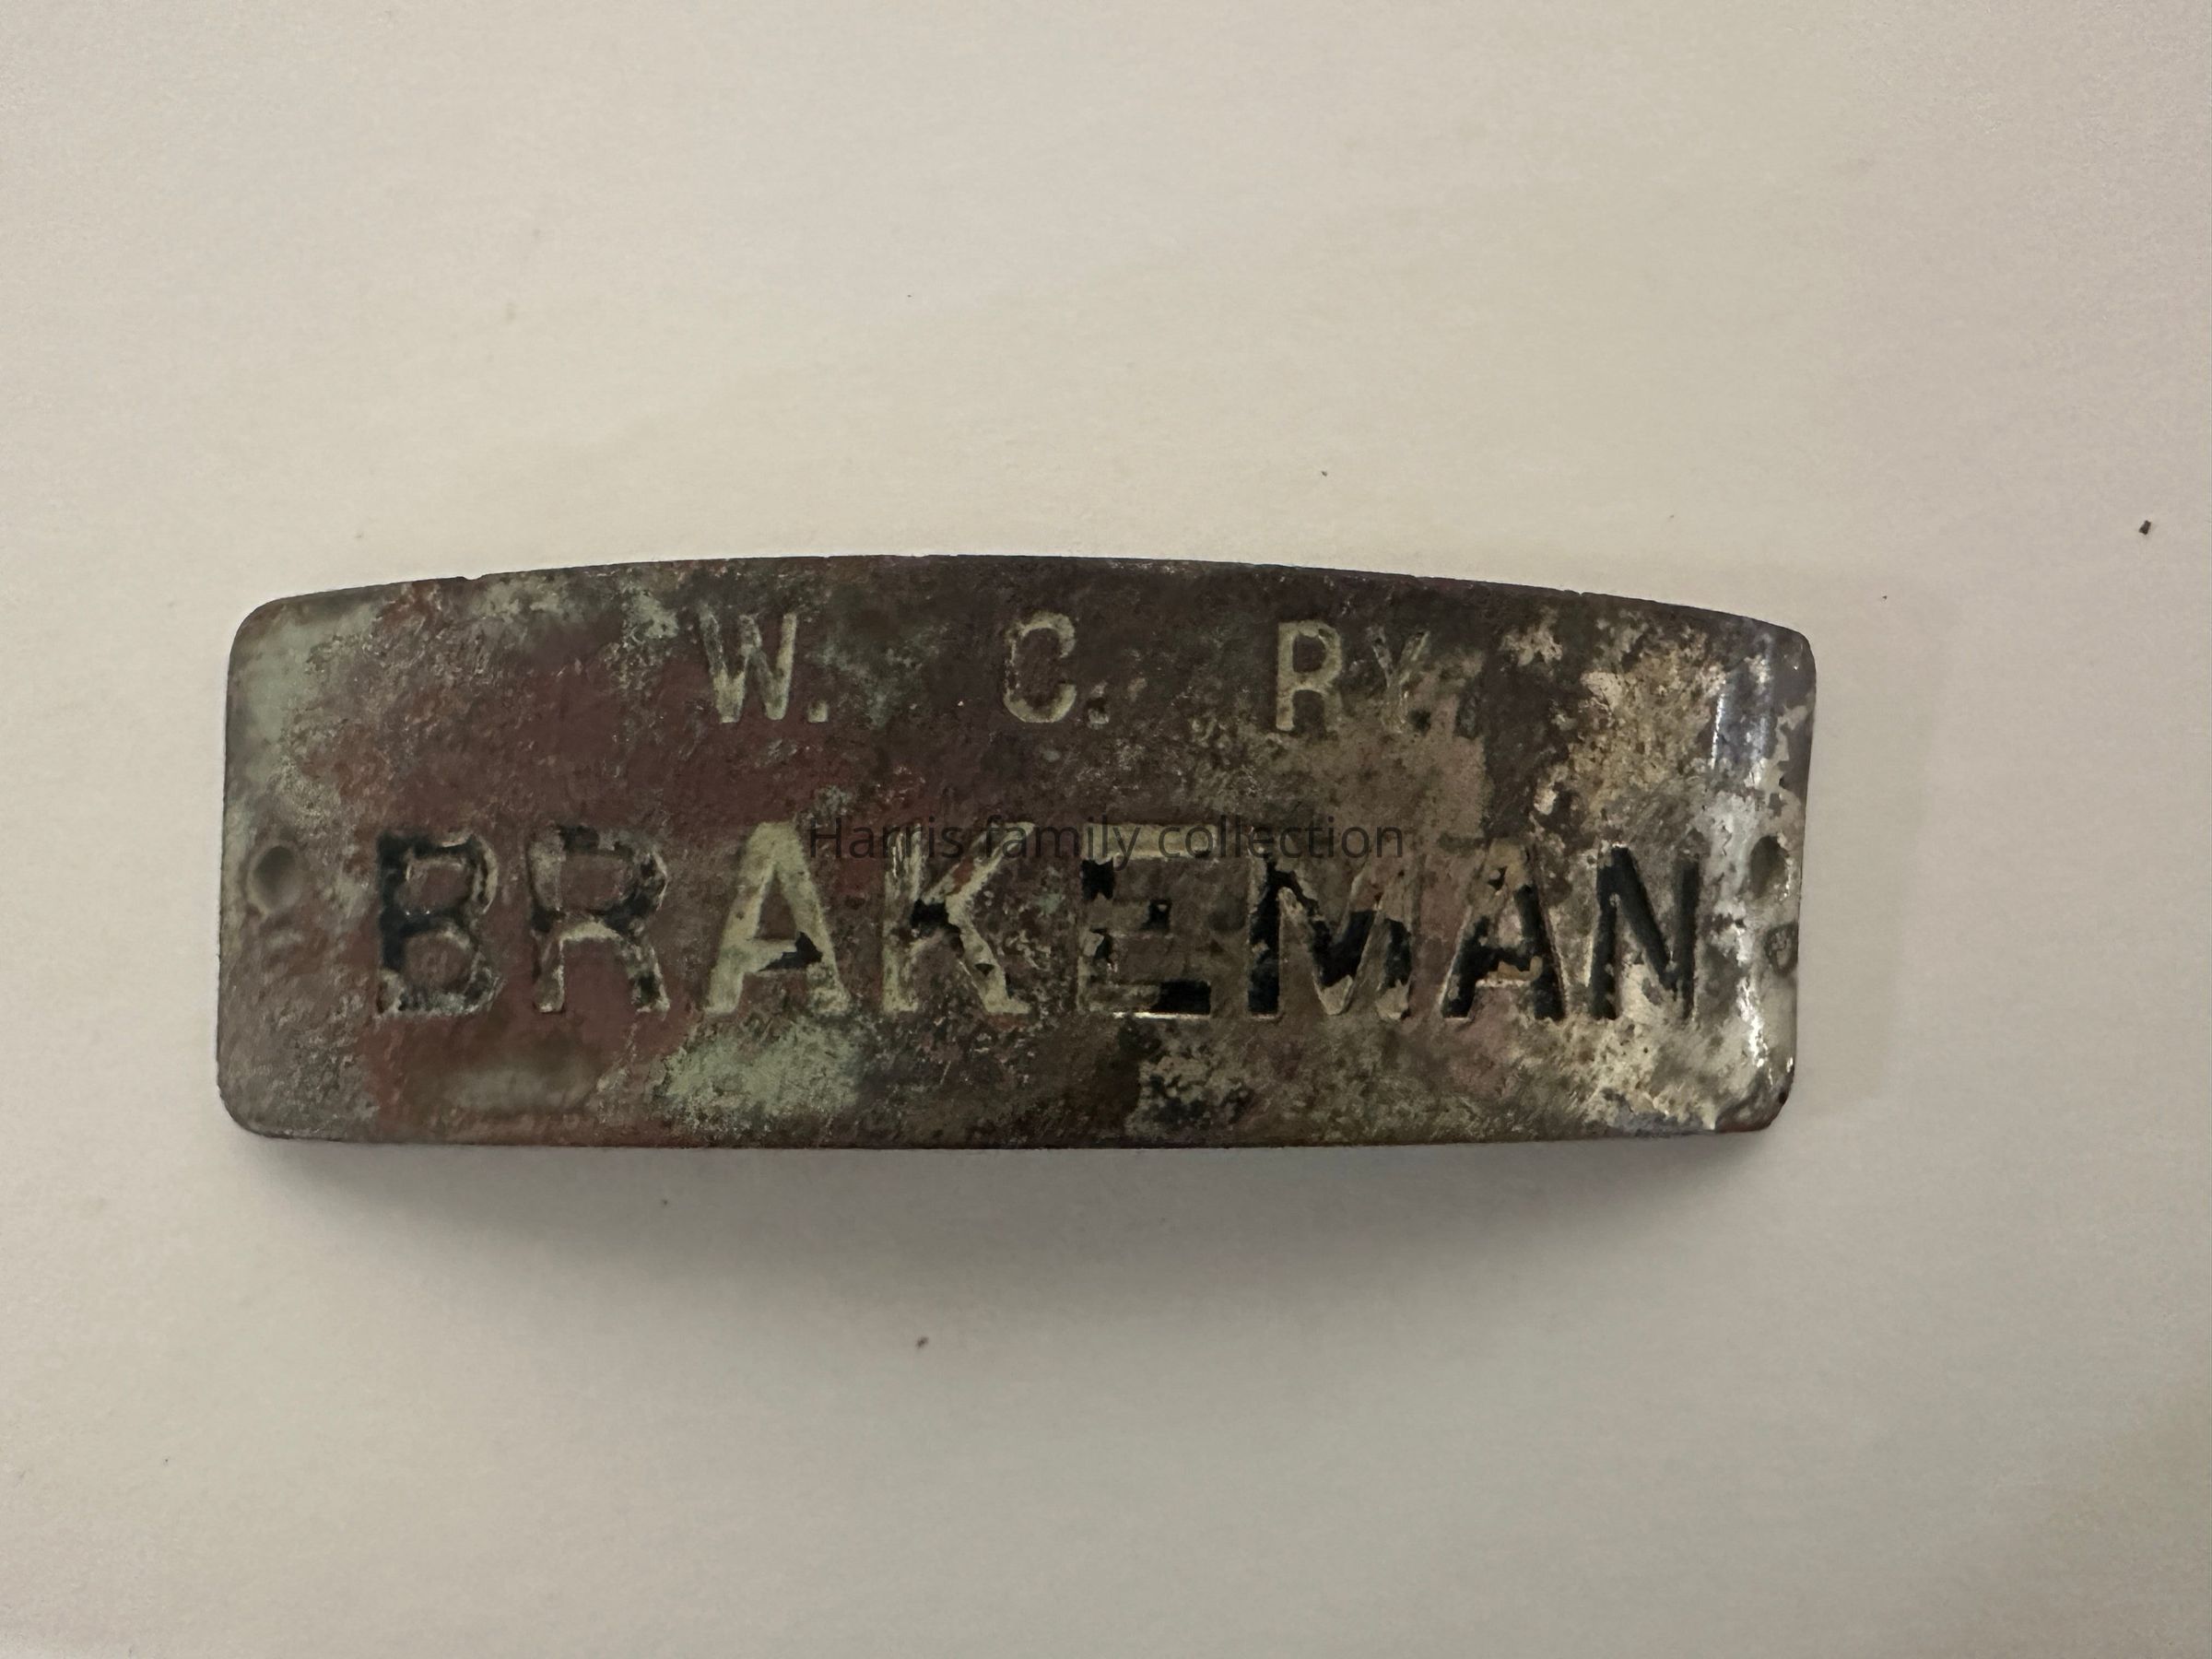 W. C. RY.
BRAKEMAN
Harris family collection